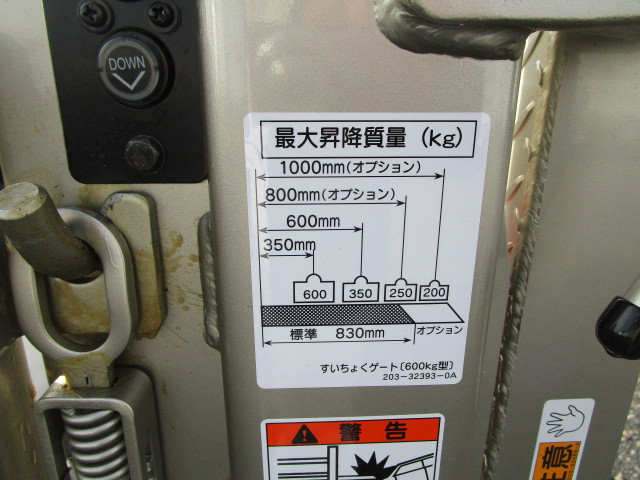 DOWN
最大昇降質量 (kg)
1000mm(オプション)
800mm(オプション)
600mm
350mm
600 350 250 200
標準 830mm オプション
すいちょくゲート〔600kg型〕
203-32393-0A
警告
注意